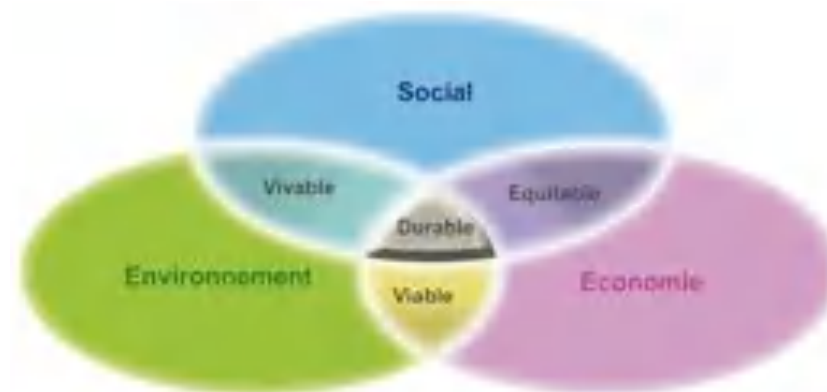 Social
Vivable
Equitable
Durable
Environnement
Economie
Viable